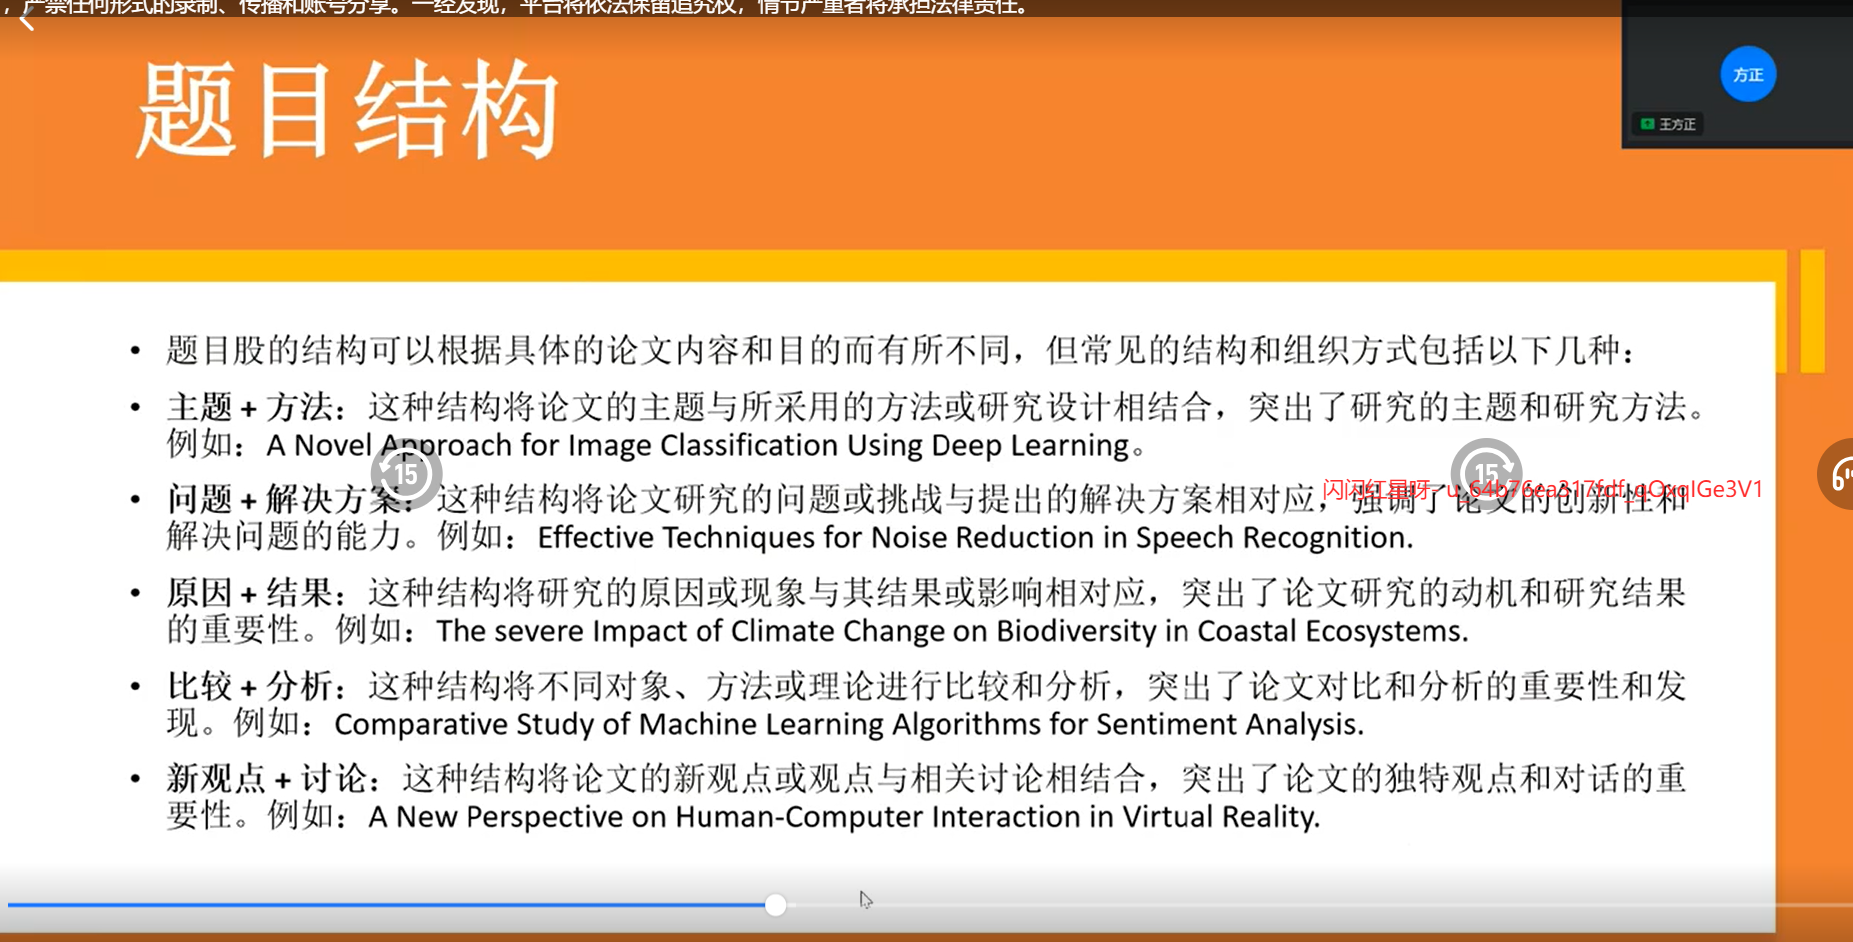 ，严禁任何形式的录制、传播和账号分享。一经发现，平台将依法保留追究权，情节严重者将承担法律责任。
题目结构
方正
王方正
• 题目股的结构可以根据具体的论文内容和目的而有所不同，但常见的结构和组织方式包括以下几种：
• 主题 + 方法：这种结构将论文的主题与所采用的方法或研究设计相结合，突出了研究的主题和研究方法。
例如：A Novel Approach for Image Classification Using Deep Learning。
15
15
• 问题 + 解决方案：这种结构将论文研究的问题或挑战与提出的解决方案相对应，强调了论文的创新性和
闪闪红星呀~u_64b76ea317fdf_qOxqIGe3V1
解决问题的能力。例如：Effective Techniques for Noise Reduction in Speech Recognition.
• 原因 + 结果：这种结构将研究的原因或现象与其结果或影响相对应，突出了论文研究的动机和研究结果
的重要性。例如：The severe Impact of Climate Change on Biodiversity in Coastal Ecosystems.
• 比较 + 分析：这种结构将不同对象、方法或理论进行比较和分析，突出了论文对比和分析的重要性和发
现。例如：Comparative Study of Machine Learning Algorithms for Sentiment Analysis.
• 新观点 + 讨论：这种结构将论文的新观点或观点与相关讨论相结合，突出了论文的独特观点和对话的重
要性。例如：A New Perspective on Human-Computer Interaction in Virtual Reality.